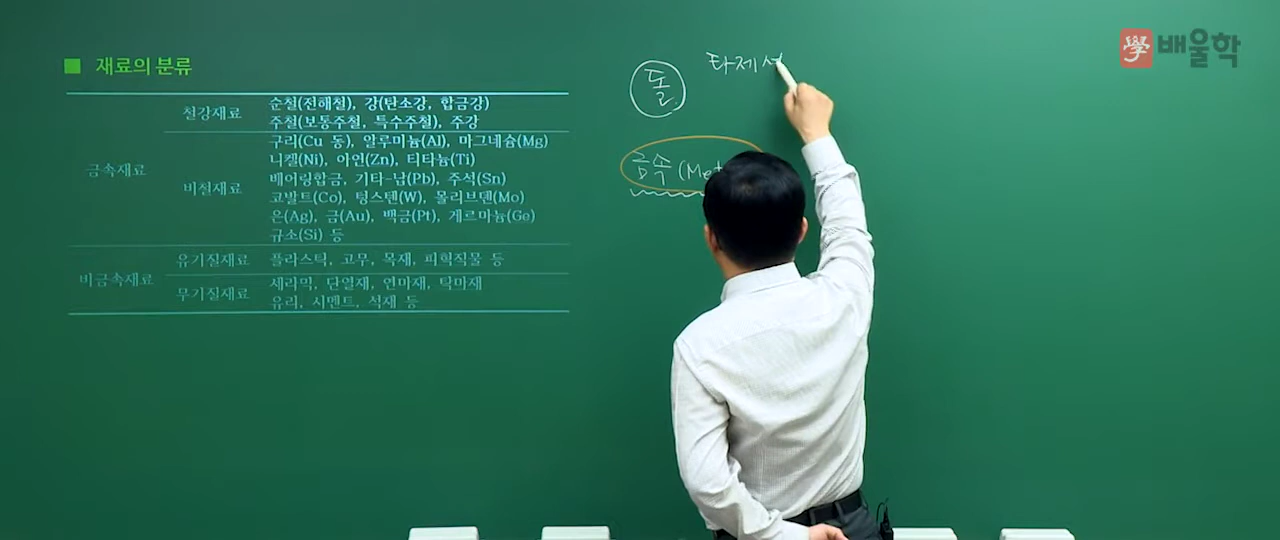 學 배울학
■ 재료의 분류
금속재료
철강재료
순철(전해철), 강(탄소강, 합금강)
주철(보통주철, 특수주철), 주강
비철재료
구리(Cu 동), 알루미늄(Al), 마그네슘(Mg)
니켈(Ni), 아연(Zn), 티타늄(Ti)
베어링합금, 기타-납(Pb), 주석(Sn)
코발트(Co), 텅스텐(W), 몰리브덴(Mo)
은(Ag), 금(Au), 백금(Pt), 게르마늄(Ge)
규소(Si) 등
비금속재료
유기질재료
플라스틱, 고무, 목재, 피혁직물 등
무기질재료
세라믹, 단열재, 연마재, 탁마재
유리, 시멘트, 석재 등
돌
타제
금속 (Met